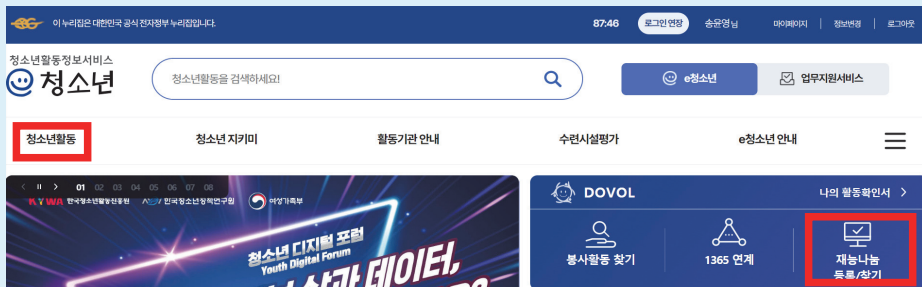 이 누리집은 대한민국 공식 전자정부 누리집입니다.
87:46 로그인 연장 송윤영 님 마이페이지 정보변경 로그아웃
청소년활동정보서비스
e청소년
청소년활동을 검색하세요!
e청소년 업무지원서비스
청소년활동 청소년 지키미 활동기관 안내 수련시설평가 e청소년 안내
01 02 03 04 05 06 07 08
KYWA 한국청소년활동진흥원 한국청소년정책연구원 여성가족부
청소년 디지털 포럼
Youth Digital Forum
데이터,
DOVOL 나의 활동확인서
봉사활동 찾기 1365 연계 재능나눔
등록/찾기